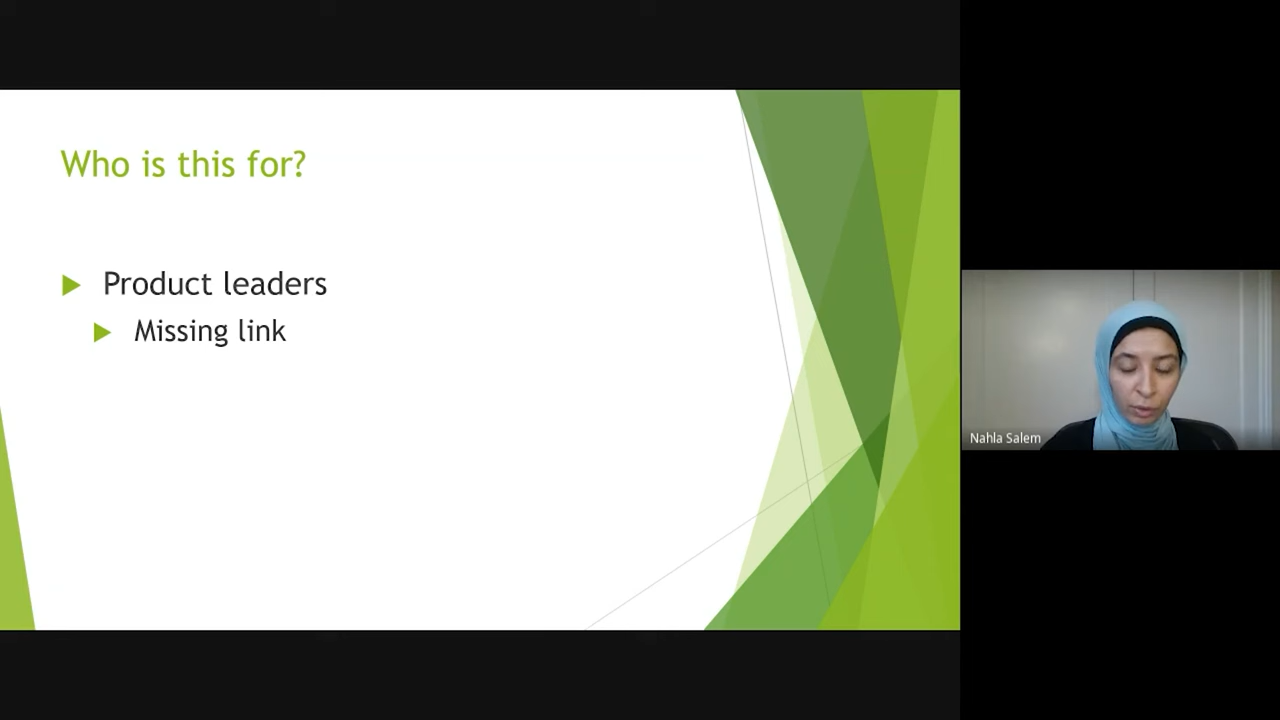 Who is this for?
Product leaders
Missing link
Nahla Salem